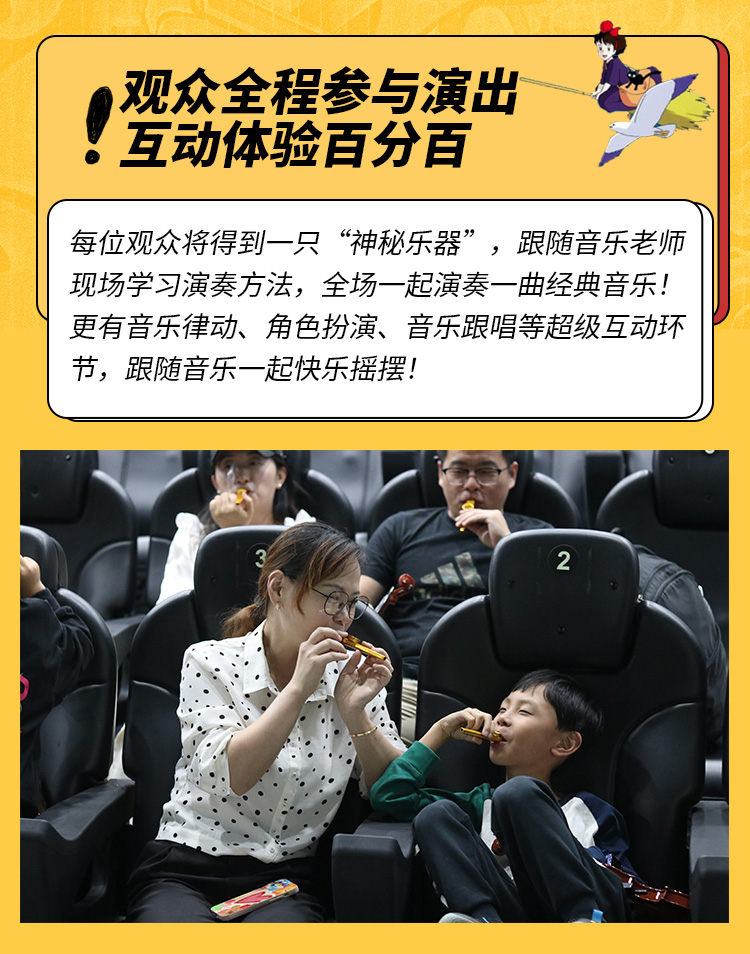 观众全程参与演出
互动体验百分百
每位观众将得到一只“神秘乐器”，跟随音乐老师
现场学习演奏方法，全场一起演奏一曲经典音乐！
更有音乐律动、角色扮演、音乐跟唱等超级互动环
节，跟随音乐一起快乐摇摆！
3
2